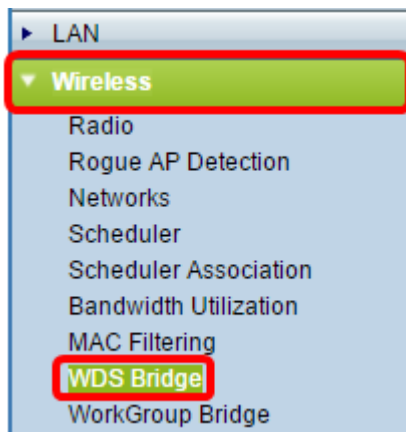 LAN
Wireless
Radio
Rogue AP Detection
Networks
Scheduler
Scheduler Association
Bandwidth Utilization
MAC Filtering
WDS Bridge
WorkGroup Bridge